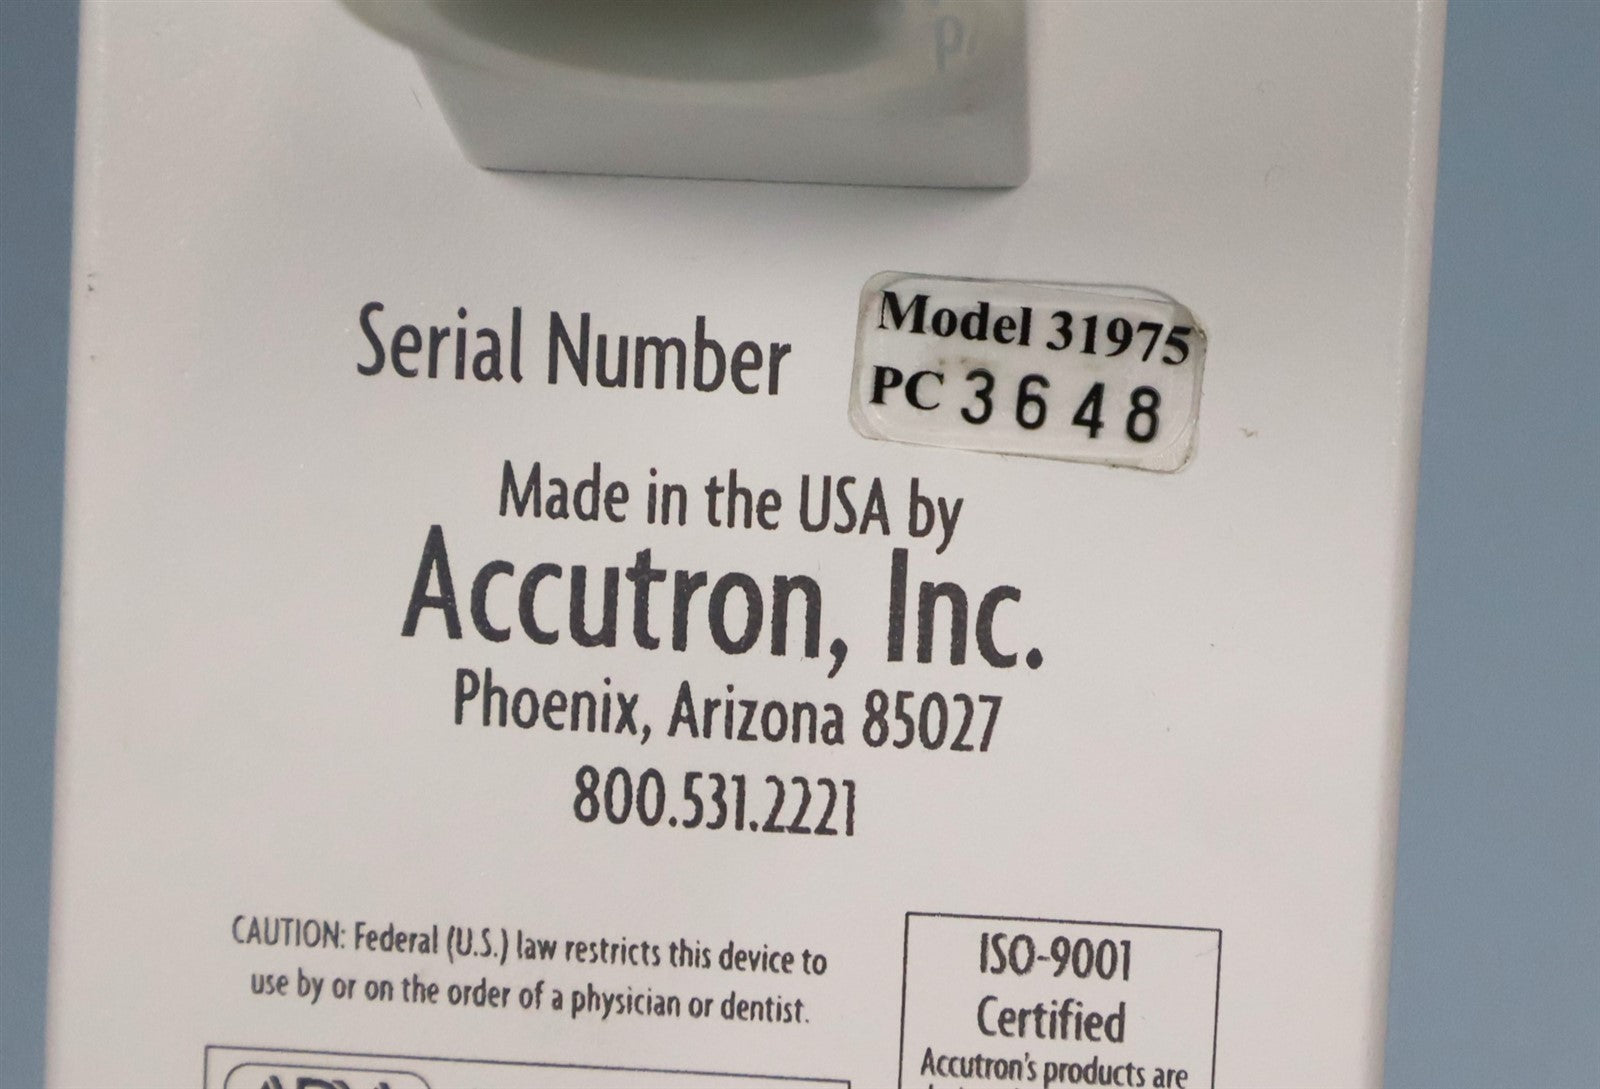 Serial Number
Model 31975
PC 3648
Made in the USA by
Accutron, Inc.
Phoenix, Arizona 85027
800.531.2221
CAUTION: Federal (U.S.) law restricts this device to
use by or on the order of a physician or dentist.
ISO-9001
Certified
Accutron's products are